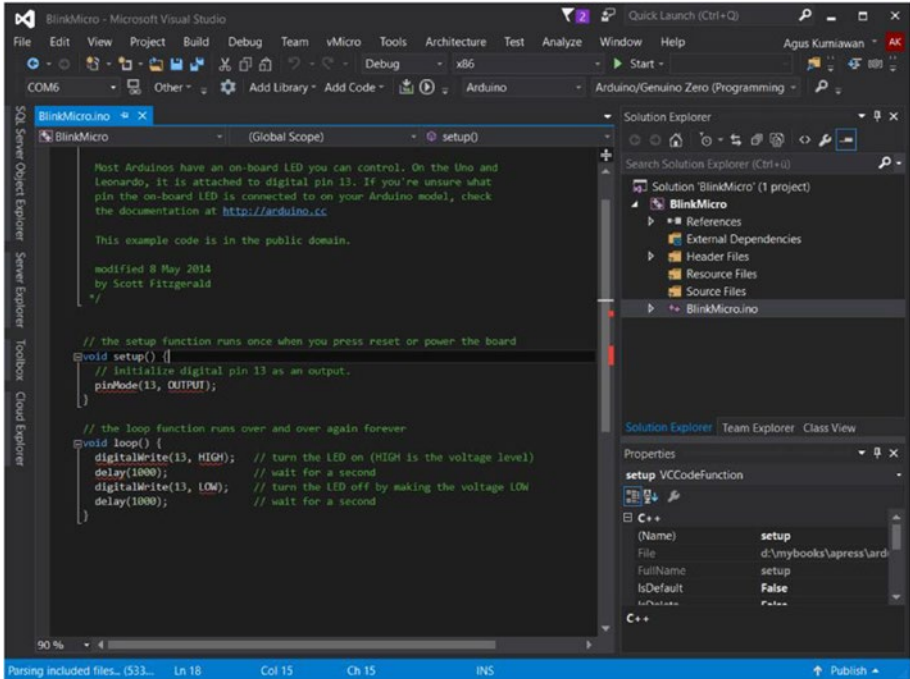 BlinkMicro - Microsoft Visual Studio
2
Quick Launch (Ctrl+Q)
File Edit View Project Build Debug Team vMicro Tools Architecture Test Analyze Window Help
Agus Kurniawan AK
Debug x86 Start
COM6 Other Add Library Add Code Arduino Arduino/Genuino Zero (Programming
SQL Server Object Explorer
Server Explorer
Toolbox
Cloud Explorer
BlinkMicro.ino
BlinkMicro (Global Scope) setup()
Most Arduinos have an on-board LED you can control. On the Uno and
Leonardo, it is attached to digital pin 13. If you're unsure what
pin the on-board LED is connected to on your Arduino model, check
the documentation at http://arduino.cc
This example code is in the public domain.
modified 8 May 2014
by Scott Fitzgerald
*/
// the setup function runs once when you press reset or power the board
void setup() {
// initialize digital pin 13 as an output.
pinMode(13, OUTPUT);
}
// the loop function runs over and over again forever
void loop() {
digitalWrite(13, HIGH); // turn the LED on (HIGH is the voltage level)
delay(1000); // wait for a second
digitalWrite(13, LOW); // turn the LED off by making the voltage LOW
delay(1000); // wait for a second
}
90 %
Solution Explorer
Search Solution Explorer (Ctrl+ü)
Solution 'BlinkMicro' (1 project)
BlinkMicro
References
External Dependencies
Header Files
Resource Files
Source Files
BlinkMicro.ino
Solution Explorer Team Explorer Class View
Properties
setup VCCodeFunction
C++
(Name) setup
File d:\mybooks\apress\ard
FullName setup
IsDefault False
C++
Parsing included files... (533... Ln 18 Col 15 Ch 15 INS Publish